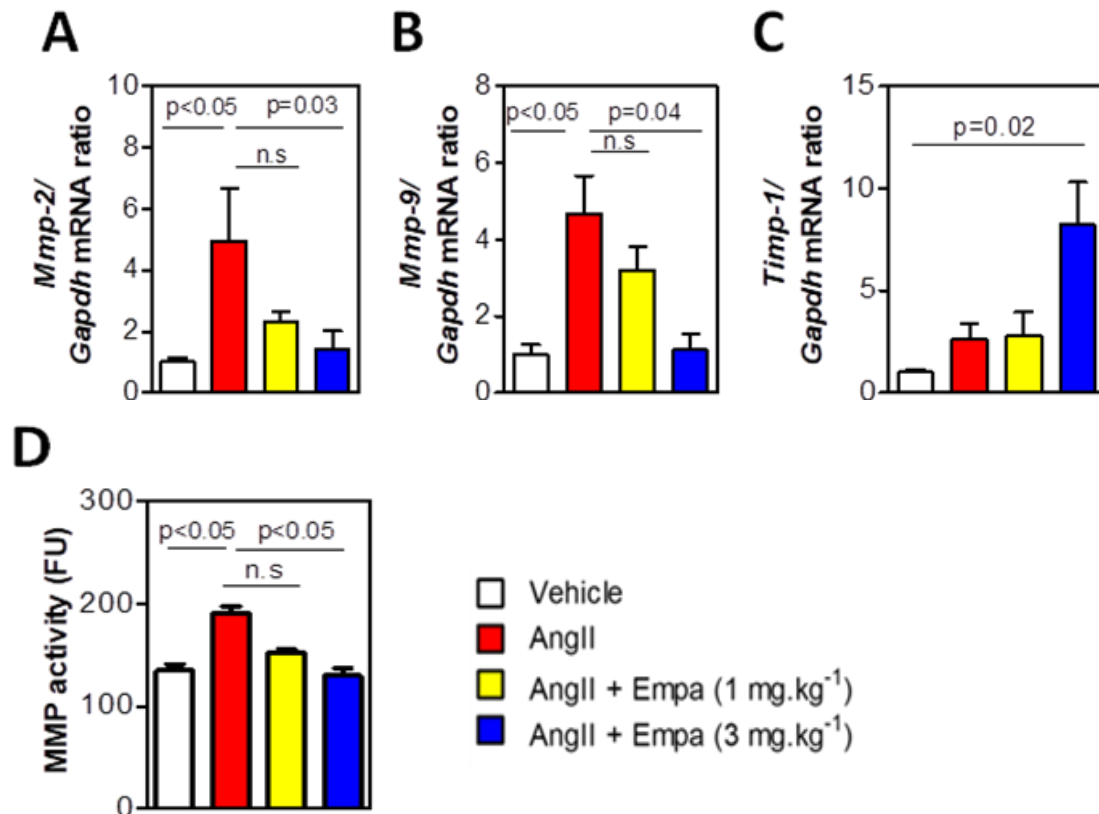 A
Mmp-2/
Gapdh mRNA ratio
10
8
6
4
2
0
p<0.05
p=0.03
n.s
B
Mmp-9/
Gapdh mRNA ratio
8
6
4
2
0
p<0.05
p=0.04
n.s
C
Timp-1/
Gapdh mRNA ratio
15
10
5
0
p=0.02
D
MMP activity (FU)
300
200
100
0
p<0.05
p<0.05
n.s
Vehicle
AngII
AngII + Empa (1 mg.kg⁻¹)
AngII + Empa (3 mg.kg⁻¹)